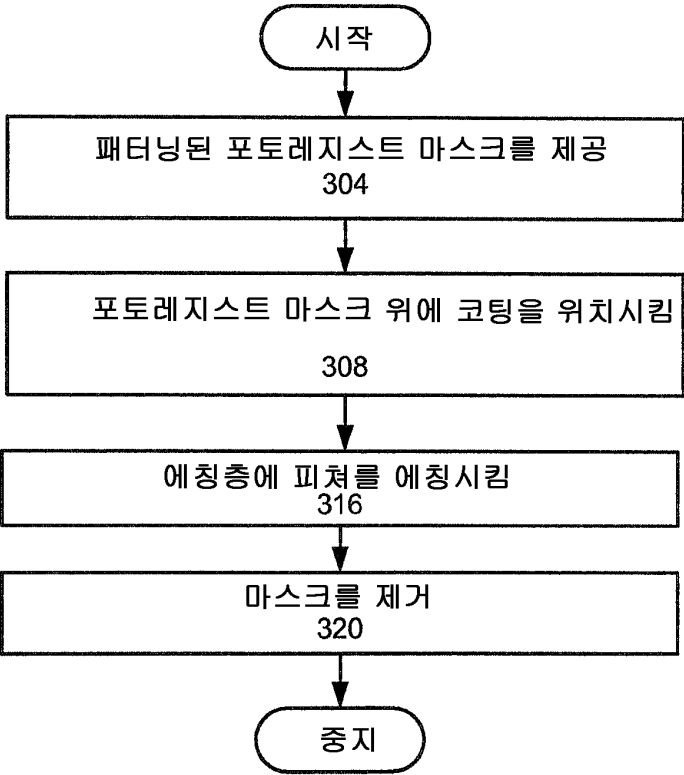 시작
패터닝된 포토레지스트 마스크를 제공
304
포토레지스트 마스크 위에 코팅을 위치시킴
308
에칭층에 피쳐를 에칭시킴
316
마스크를 제거
320
중지